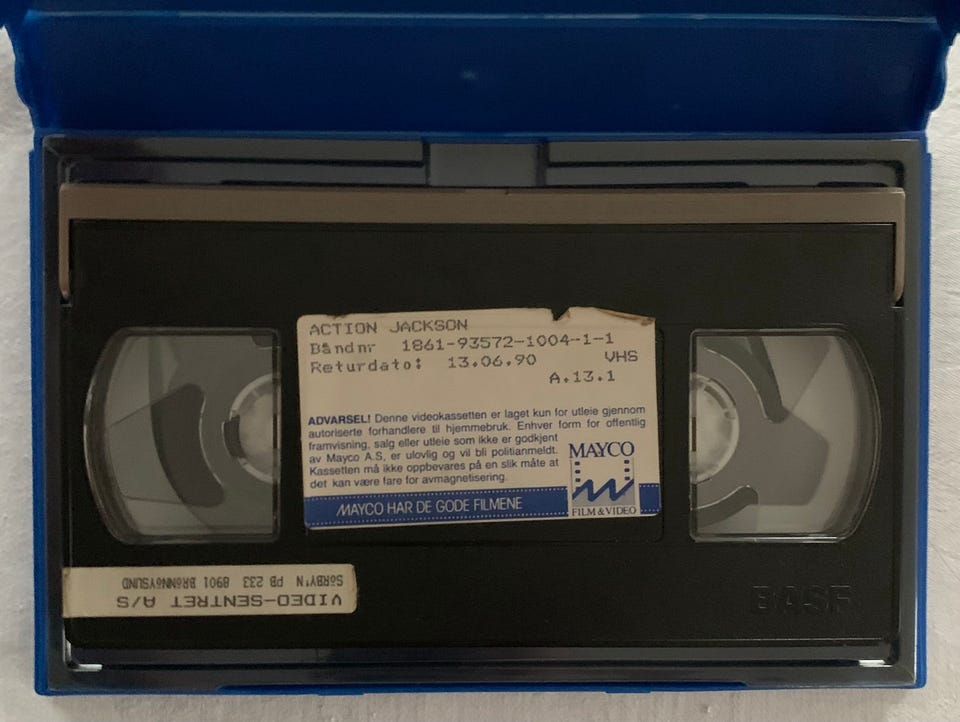 ACTION JACKSON
Båndnr 1861-93572-1004-1-1
Returdato: 13.06.90 VHS
A.13.1
ADVARSEL! Denne videokassetten er laget kun for utleie gjennom
autoriserte forhandlere til hjemmebruk. Enhver form for offentlig
framvisning, salg eller utleie som ikke er godkjent
av Mayco A.S, er ulovlig og vil bli politianmeldt.
Kassetten må ikke oppbevares på en slik måte at
det kan være fare for avmagnetisering.
MAYCO
FILM & VIDEO
MAYCO HAR DE GODE FILMENE
VIDEO-SENTRET A/S
SöRBY'N PB 233 8901 BRöNNöYSUND
BASF